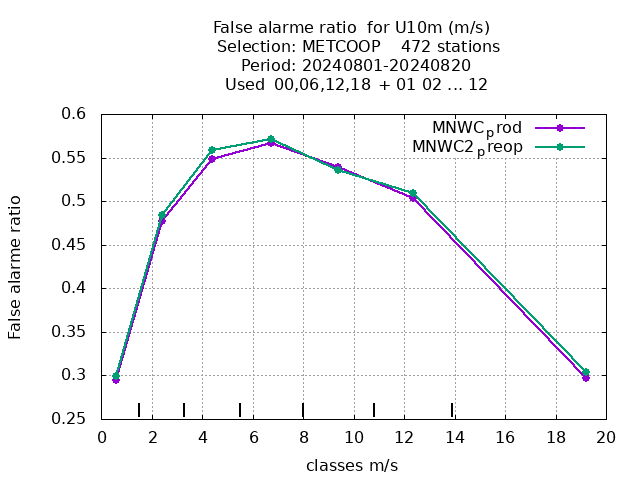 False alarme ratio  for U10m (m/s)
Selection: METCOOP    472 stations
Period: 20240801-20240820
Used  00,06,12,18 + 01 02 ... 12
0.6
0.55
0.5
0.45
0.4
0.35
0.3
0.25
False alarme ratio
MNWCprod
MNWC2preop
0 2 4 6 8 10 12 14 16 18 20
classes m/s